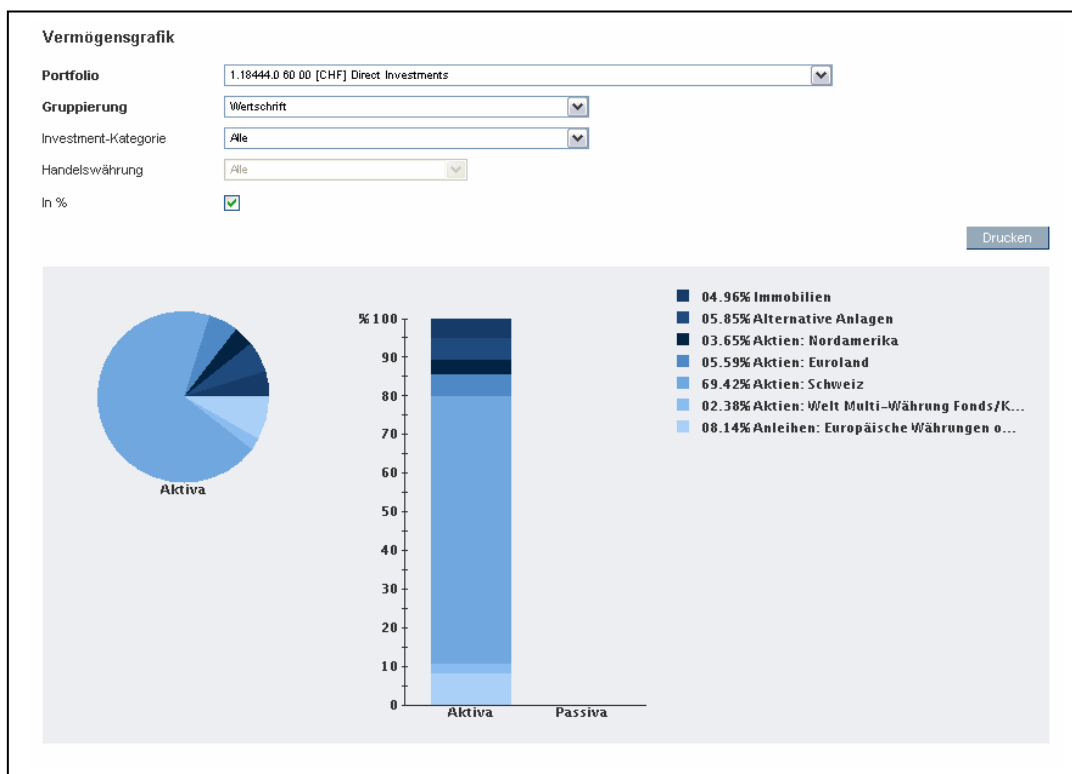 Vermögensgrafik
Portfolio 1.18444.0 60 00 [CHF] Direct Investments
Gruppierung Wertschrift
Investment-Kategorie Alle
Handelswährung Alle
In %
Drucken
04.96% Immobilien
05.85% Alternative Anlagen
03.65% Aktien: Nordamerika
05.59% Aktien: Euroland
69.42% Aktien: Schweiz
02.38% Aktien: Welt Multi-Währung Fonds/K...
08.14% Anleihen: Europäische Währungen o...
Aktiva
% 100
90
80
70
60
50
40
30
20
10
0
Aktiva Passiva